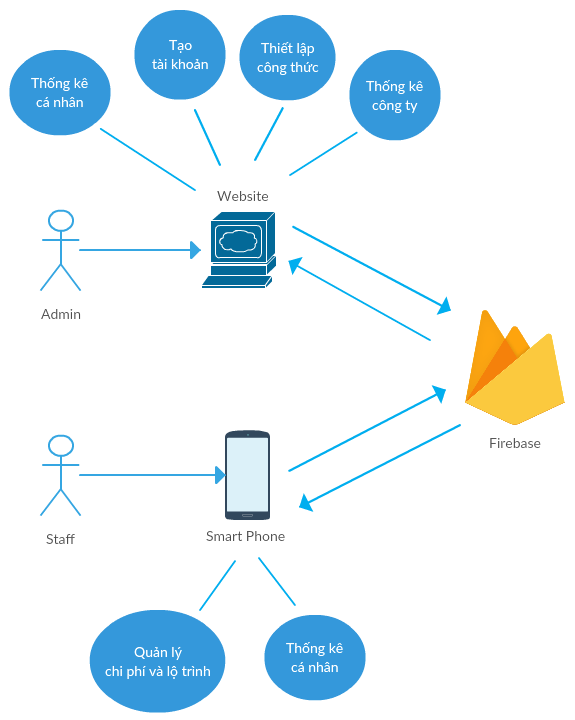 Thống kê
cá nhân
Tạo
tài khoản
Thiết lập
công thức
Thống kê
công ty
Website
Admin
Firebase
Staff
Smart Phone
Quản lý
chi phí và lộ trình
Thống kê
cá nhân